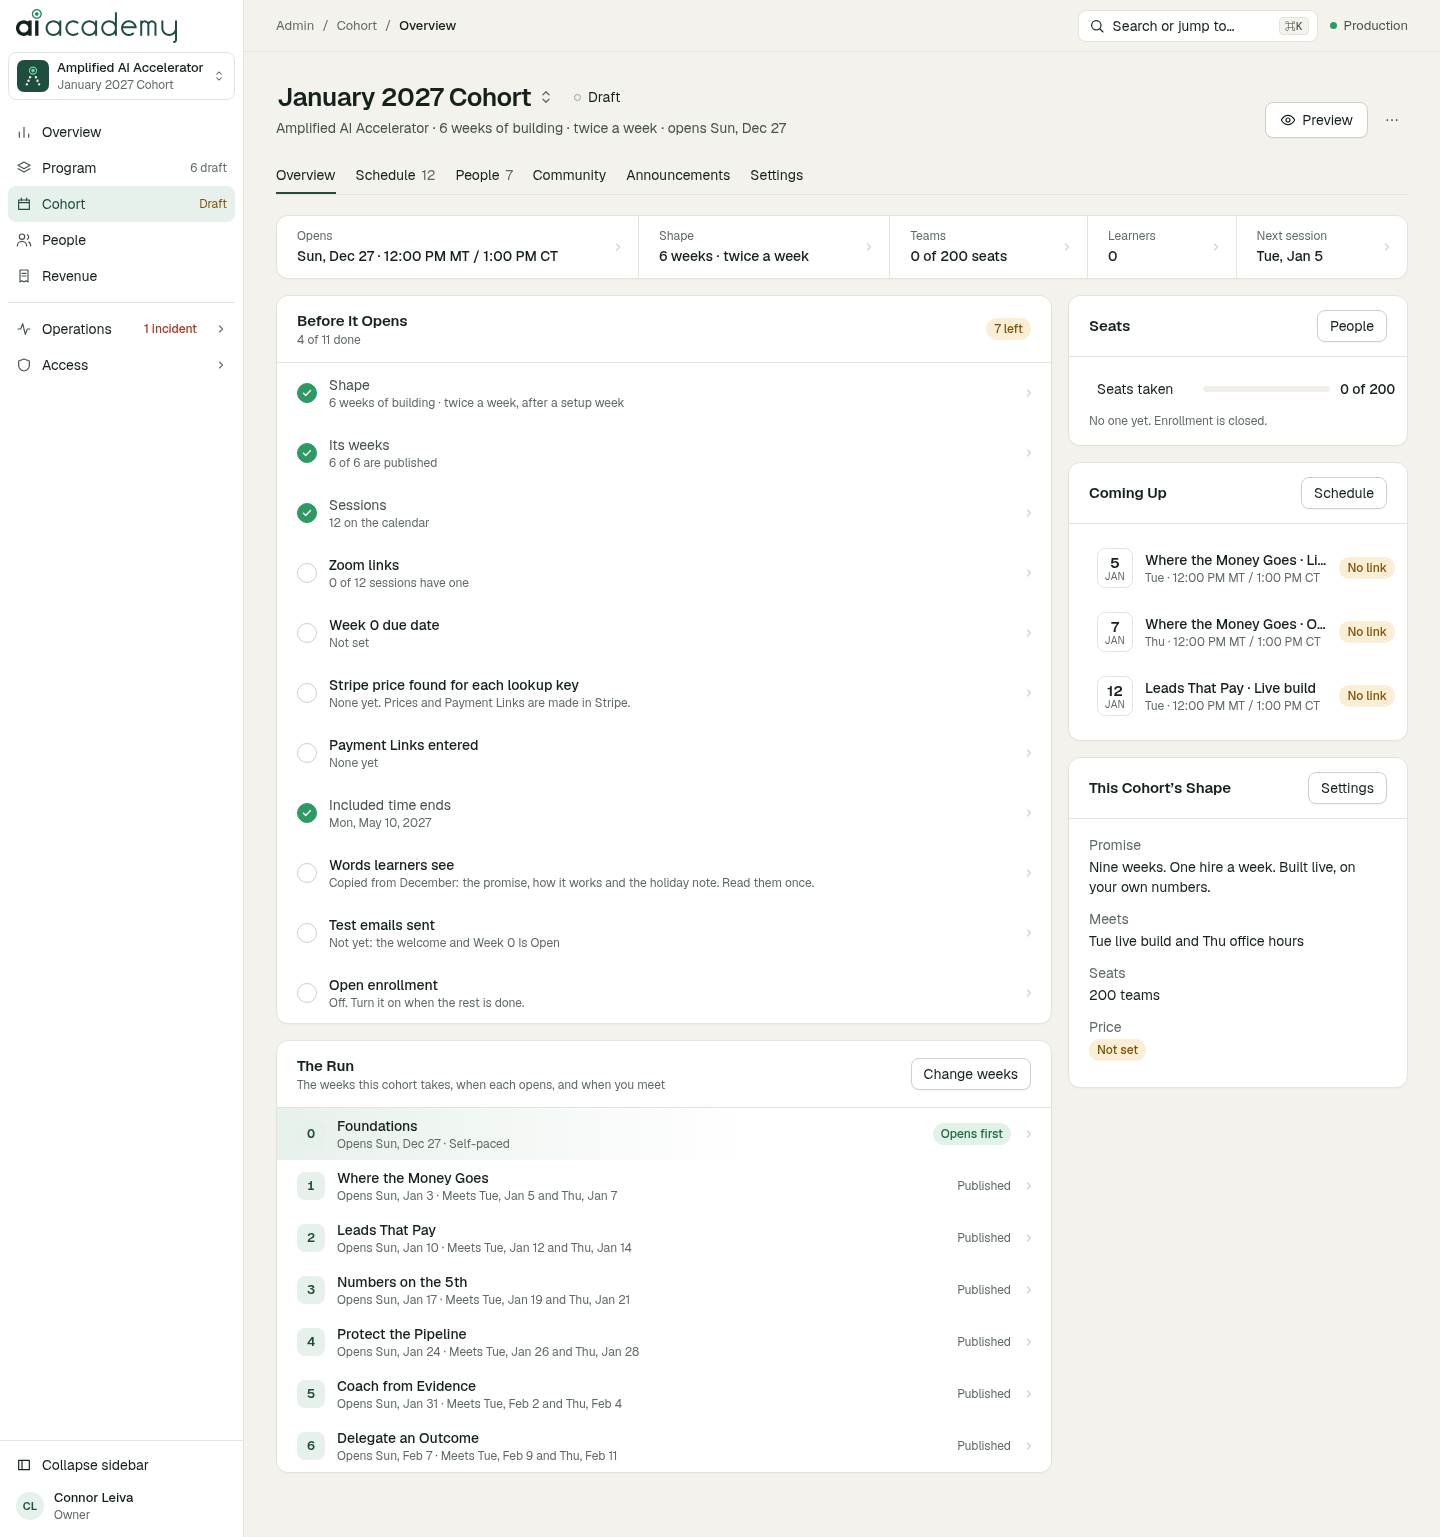 ai academy
Amplified AI Accelerator
January 2027 Cohort
Overview
Program 6 draft
Cohort Draft
People
Revenue
Operations 1 incident
Access
Collapse sidebar
CL
Connor Leiva
Owner
Admin / Cohort / Overview
Search or jump to… ⌘K
Production
January 2027 Cohort
Draft
Amplified AI Accelerator · 6 weeks of building · twice a week · opens Sun, Dec 27
Preview
Overview Schedule 12 People 7 Community Announcements Settings
Opens
Sun, Dec 27 · 12:00 PM MT / 1:00 PM CT
Shape
6 weeks · twice a week
Teams
0 of 200 seats
Learners
0
Next session
Tue, Jan 5
Before It Opens
4 of 11 done
7 left
Shape
6 weeks of building · twice a week, after a setup week
Its weeks
6 of 6 are published
Sessions
12 on the calendar
Zoom links
0 of 12 sessions have one
Week 0 due date
Not set
Stripe price found for each lookup key
None yet. Prices and Payment Links are made in Stripe.
Payment Links entered
None yet
Included time ends
Mon, May 10, 2027
Words learners see
Copied from December: the promise, how it works and the holiday note. Read them once.
Test emails sent
Not yet: the welcome and Week 0 Is Open
Open enrollment
Off. Turn it on when the rest is done.
The Run
The weeks this cohort takes, when each opens, and when you meet
Change weeks
0
Foundations
Opens Sun, Dec 27 · Self-paced
Opens first
1
Where the Money Goes
Opens Sun, Jan 3 · Meets Tue, Jan 5 and Thu, Jan 7
Published
2
Leads That Pay
Opens Sun, Jan 10 · Meets Tue, Jan 12 and Thu, Jan 14
Published
3
Numbers on the 5th
Opens Sun, Jan 17 · Meets Tue, Jan 19 and Thu, Jan 21
Published
4
Protect the Pipeline
Opens Sun, Jan 24 · Meets Tue, Jan 26 and Thu, Jan 28
Published
5
Coach from Evidence
Opens Sun, Jan 31 · Meets Tue, Feb 2 and Thu, Feb 4
Published
6
Delegate an Outcome
Opens Sun, Feb 7 · Meets Tue, Feb 9 and Thu, Feb 11
Published
Seats
People
Seats taken 0 of 200
No one yet. Enrollment is closed.
Coming Up
Schedule
5 JAN
Where the Money Goes · Li…
Tue · 12:00 PM MT / 1:00 PM CT
No link
7 JAN
Where the Money Goes · O…
Thu · 12:00 PM MT / 1:00 PM CT
No link
12 JAN
Leads That Pay · Live build
Tue · 12:00 PM MT / 1:00 PM CT
No link
This Cohort's Shape
Settings
Promise
Nine weeks. One hire a week. Built live, on
your own numbers.
Meets
Tue live build and Thu office hours
Seats
200 teams
Price
Not set